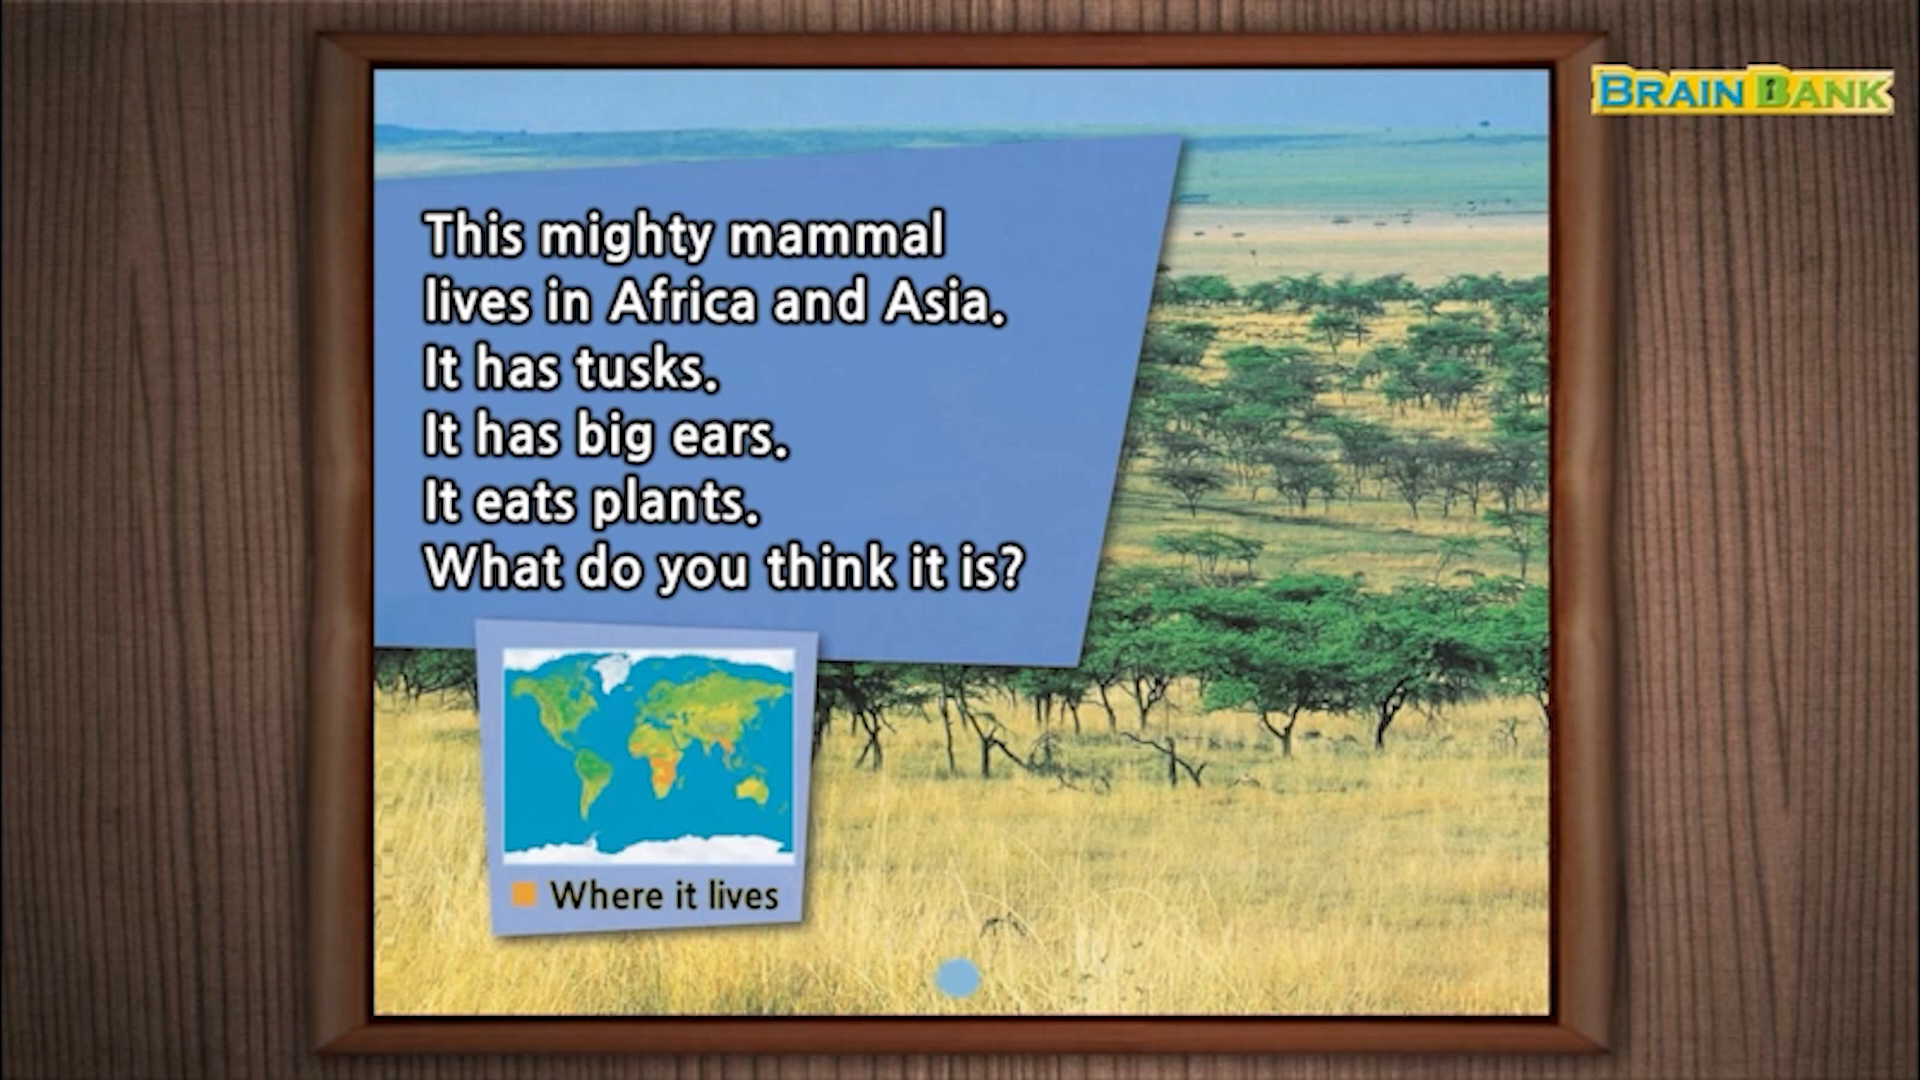 BRAIN BANK
This mighty mammal
lives in Africa and Asia.
It has tusks.
It has big ears.
It eats plants.
What do you think it is?
Where it lives